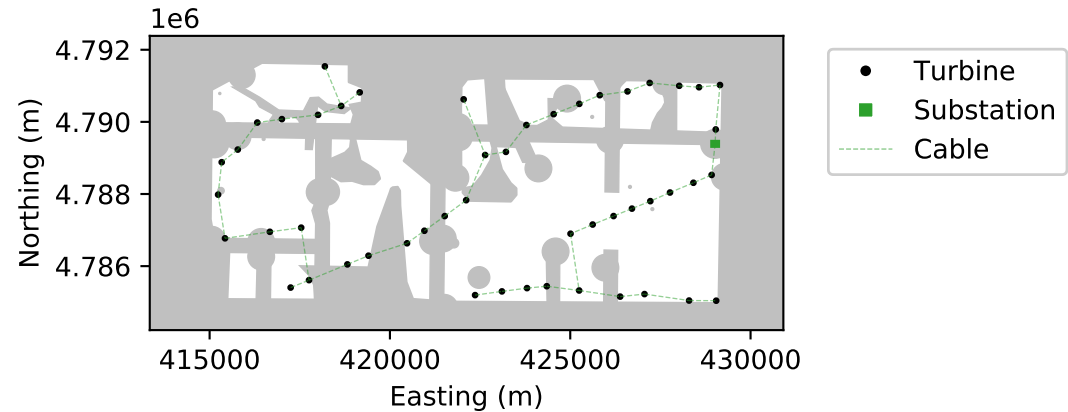 1e6
4.792
4.790
4.788
4.786
Northing (m)
415000 420000 425000 430000
Easting (m)
Turbine
Substation
Cable